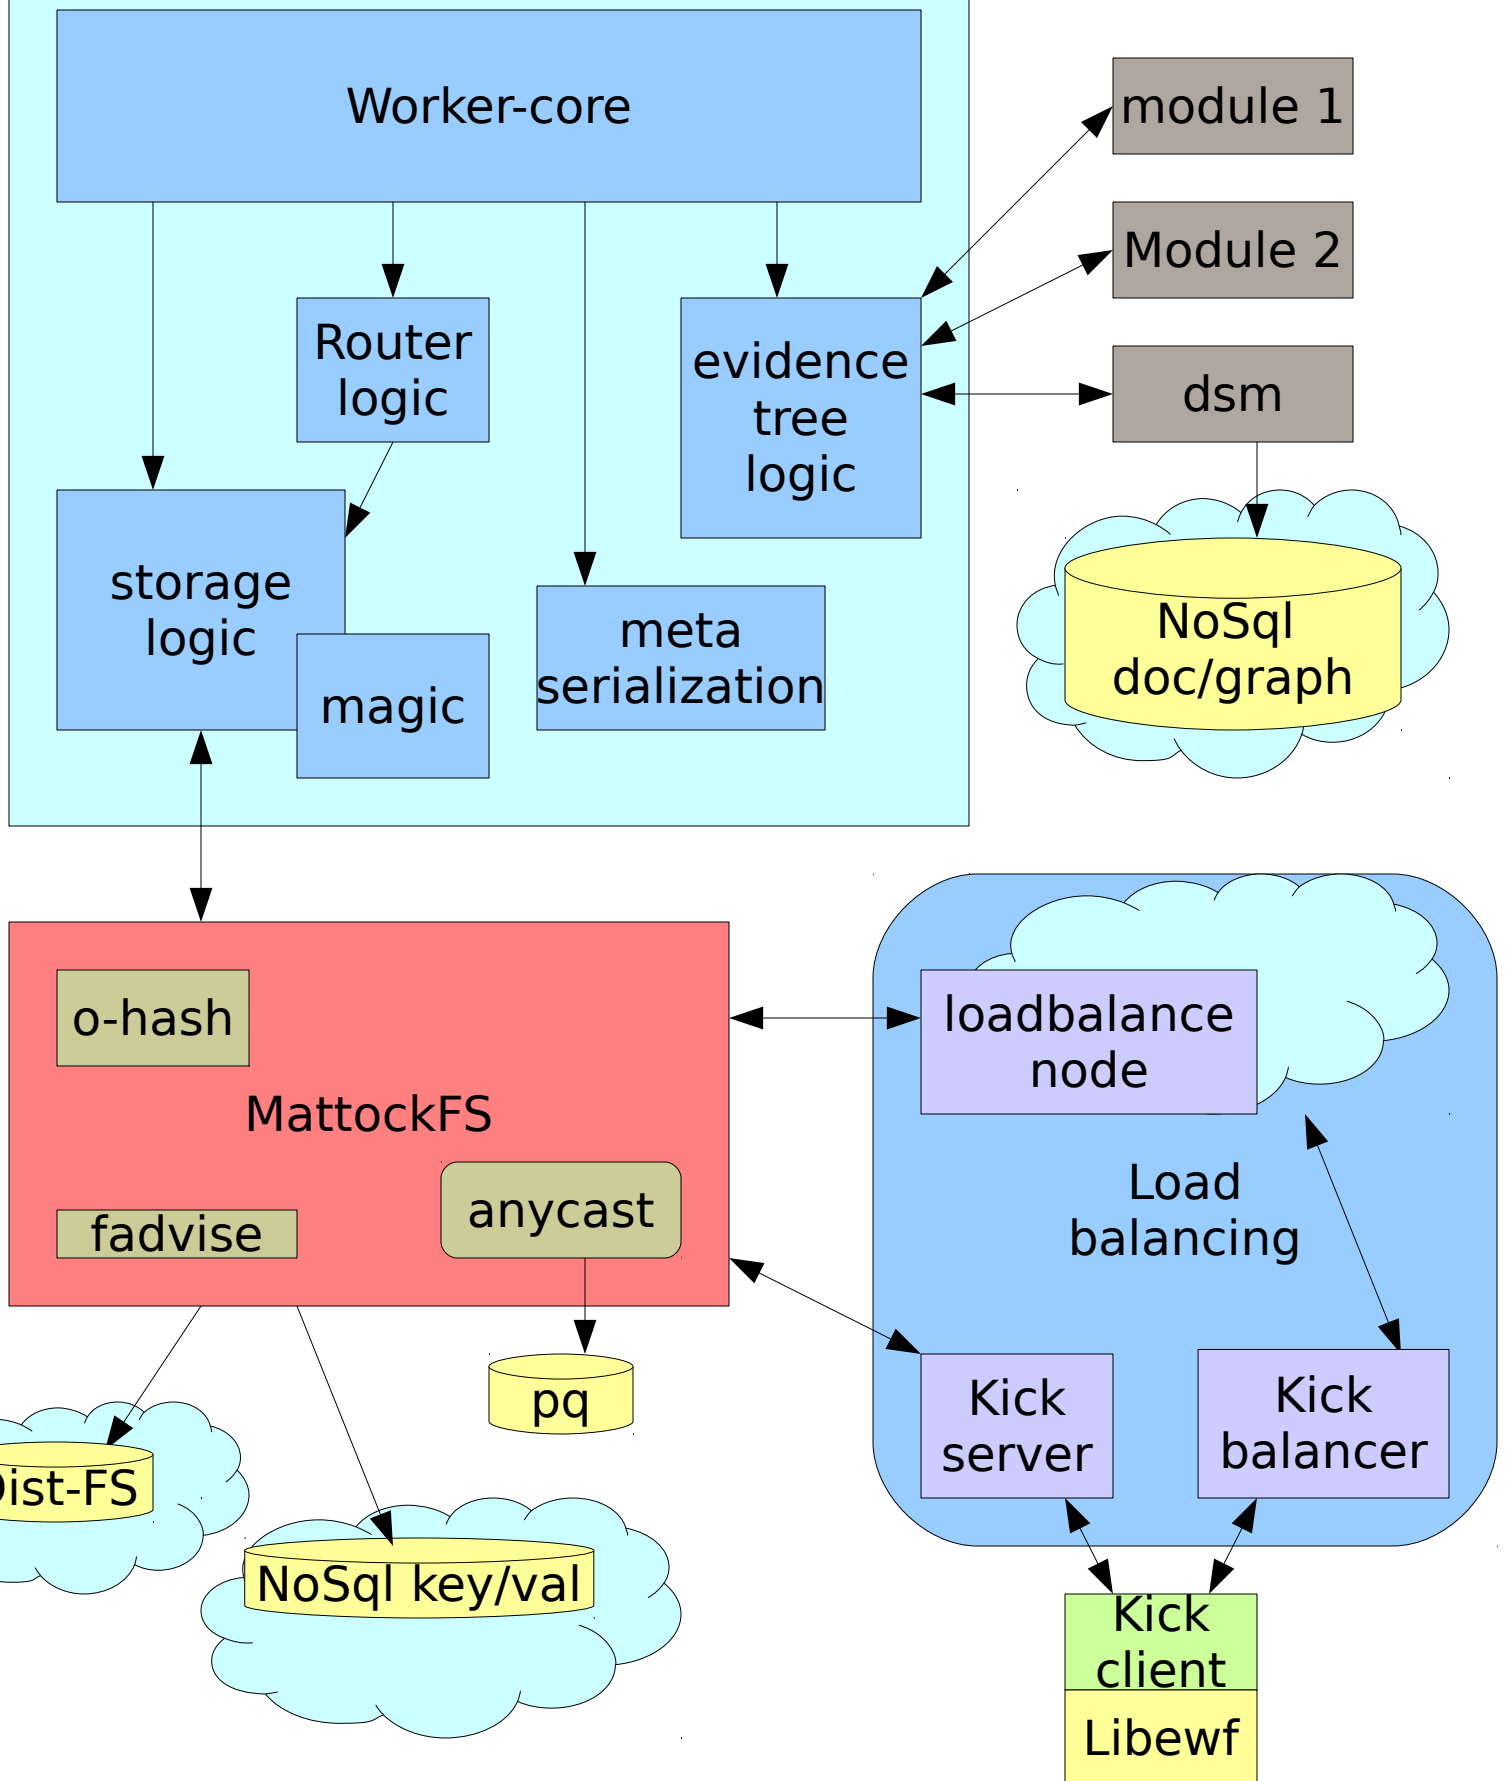 Worker-core
module 1
Module 2
Router
logic
evidence
tree
logic
dsm
storage
logic
magic
meta
serialization
NoSql
doc/graph
o-hash
MattockFS
fadvise
anycast
loadbalance
node
Load
balancing
pq
Kick
server
Kick
balancer
Dist-FS
NoSql key/val
Kick
client
Libewf